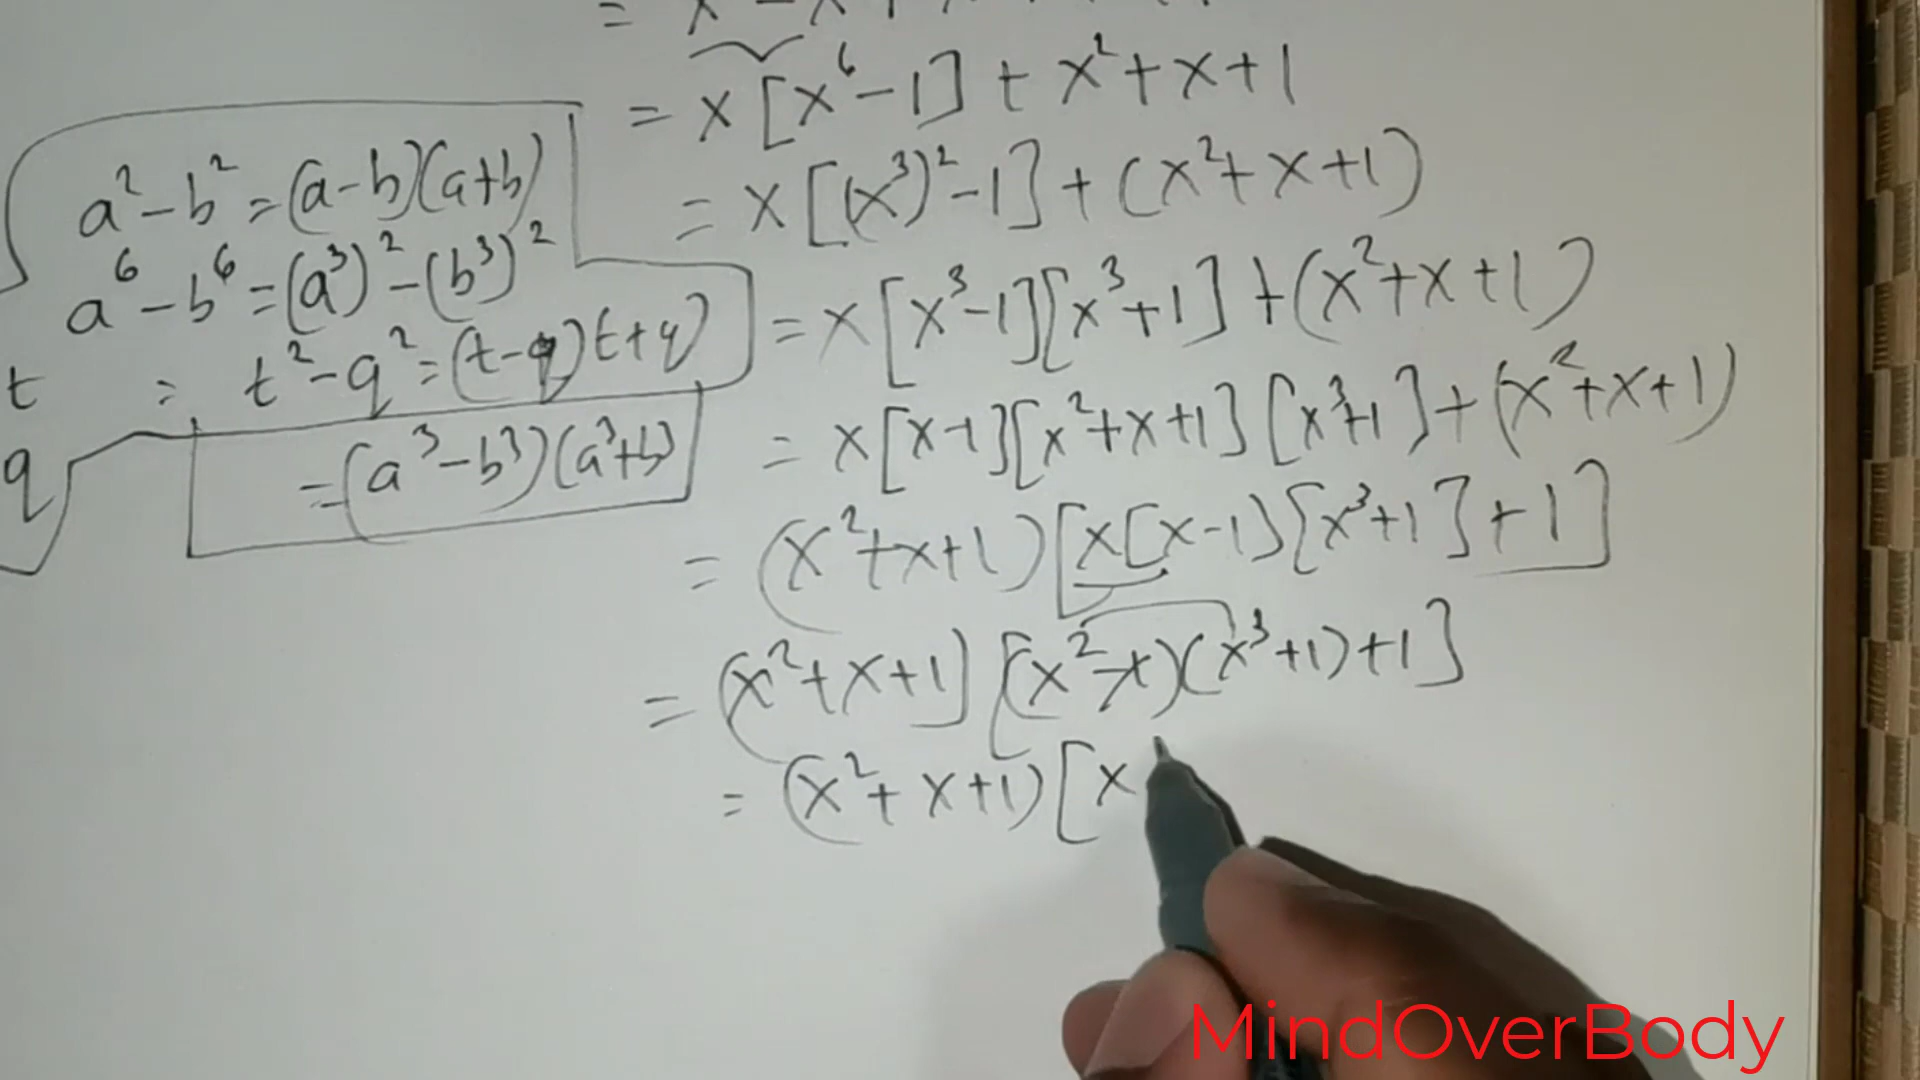 = x[x⁶-1] + x²+x+1
= x[(x³)²-1] + (x²+x+1)
= x[x³-1][x³+1] + (x²+x+1)
= x[x-1][x²+x+1][x³+1] + (x²+x+1)
= (x²+x+1)[x[x-1][x³+1]+1]
= (x²+x+1][(x²-x)(x³+1)+1]
= (x²+x+1)[x
a²-b² = (a-b)(a+b)
a⁶-b⁶ = (a³)²-(b³)²
t = t²-q² = (t-q)(t+q)
q = (a³-b³)(a³+b³)
MindOverBody